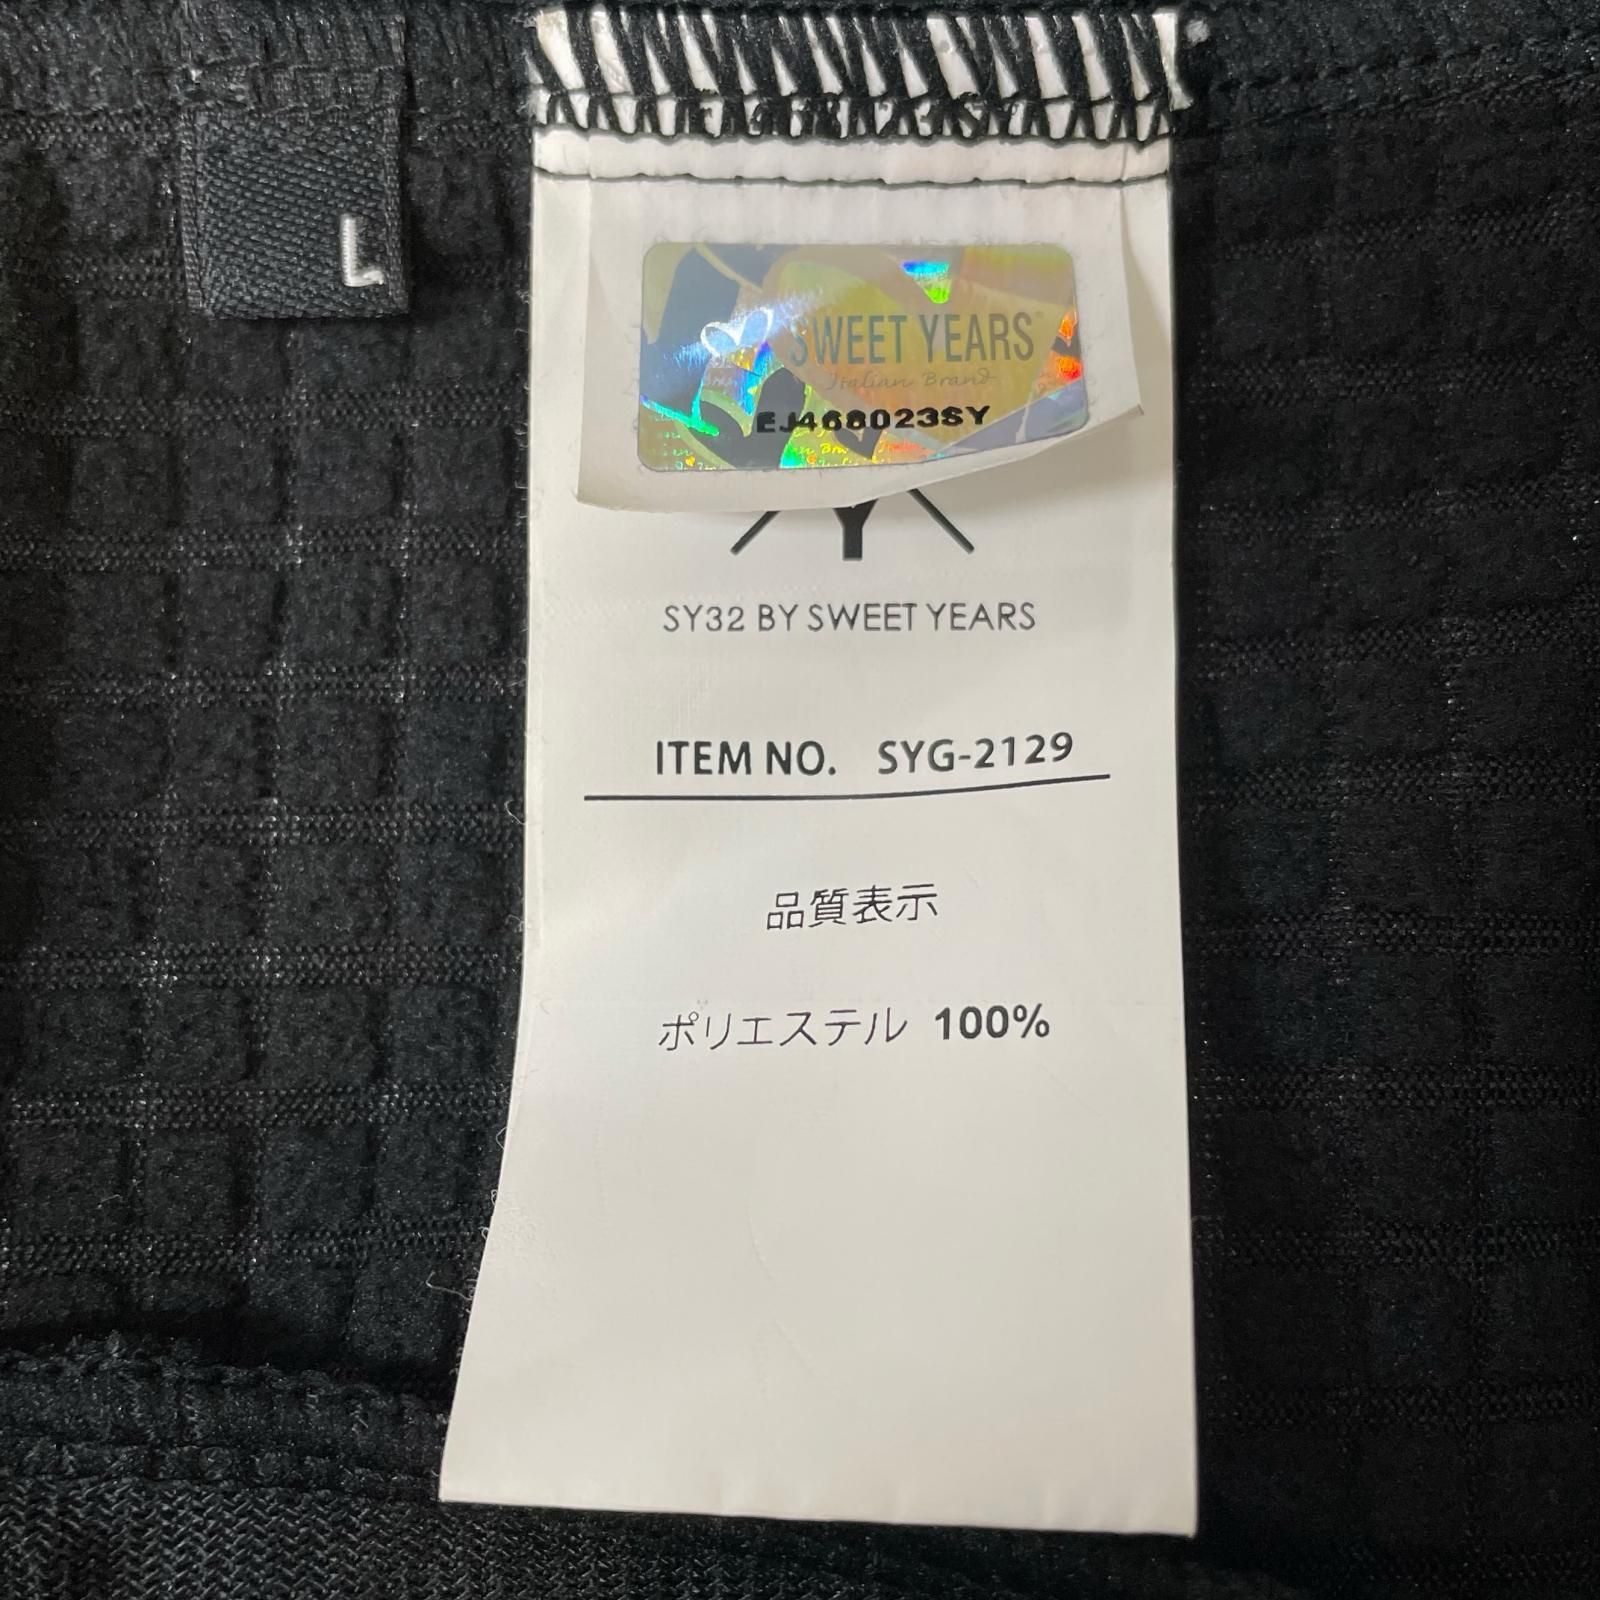 L
SWEET YEARS
Italian Brand
EJ468023SY
SY32 BY SWEET YEARS
ITEM NO. SYG-2129
品質表示
ポリエステル 100%